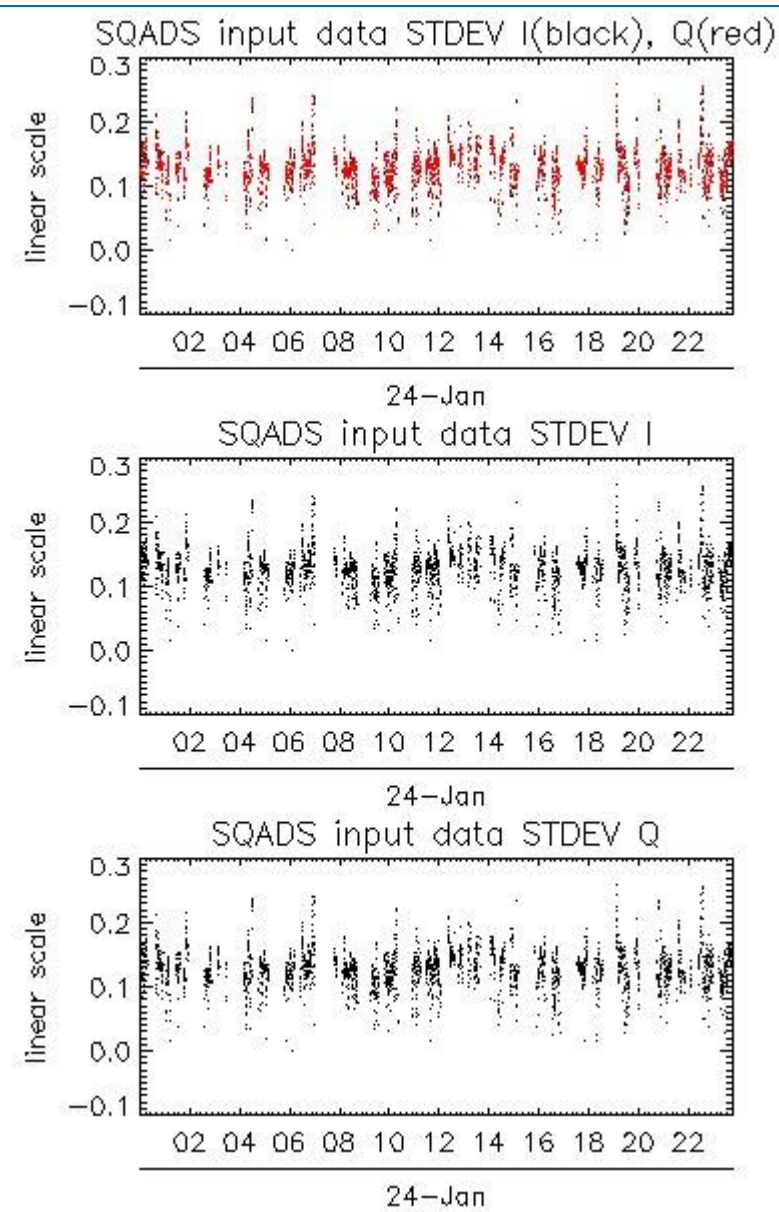 SQADS input data STDEV I(black), Q(red)
0.3
0.2
0.1
0.0
−0.1
linear scale
02 04 06 08 10 12 14 16 18 20 22
24−Jan
SQADS input data STDEV I
0.3
0.2
0.1
0.0
−0.1
linear scale
02 04 06 08 10 12 14 16 18 20 22
24−Jan
SQADS input data STDEV Q
0.3
0.2
0.1
0.0
−0.1
linear scale
02 04 06 08 10 12 14 16 18 20 22
24−Jan